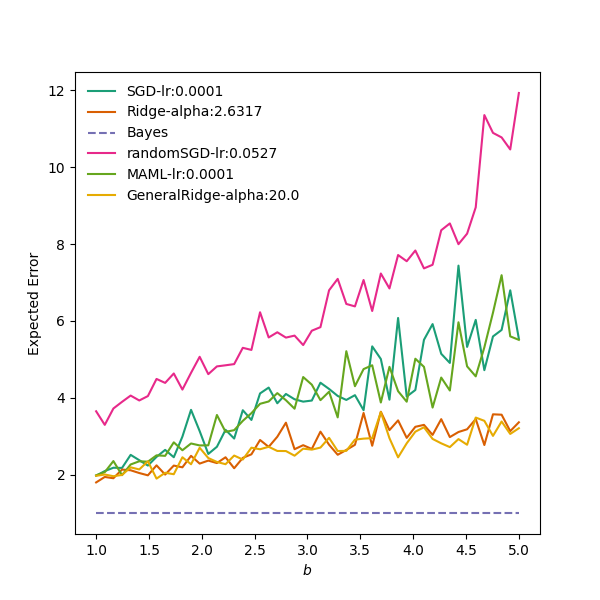 SGD-lr:0.0001
Ridge-alpha:2.6317
Bayes
randomSGD-lr:0.0527
MAML-lr:0.0001
GeneralRidge-alpha:20.0
Expected Error
12
10
8
6
4
2
1.0 1.5 2.0 2.5 3.0 3.5 4.0 4.5 5.0
b